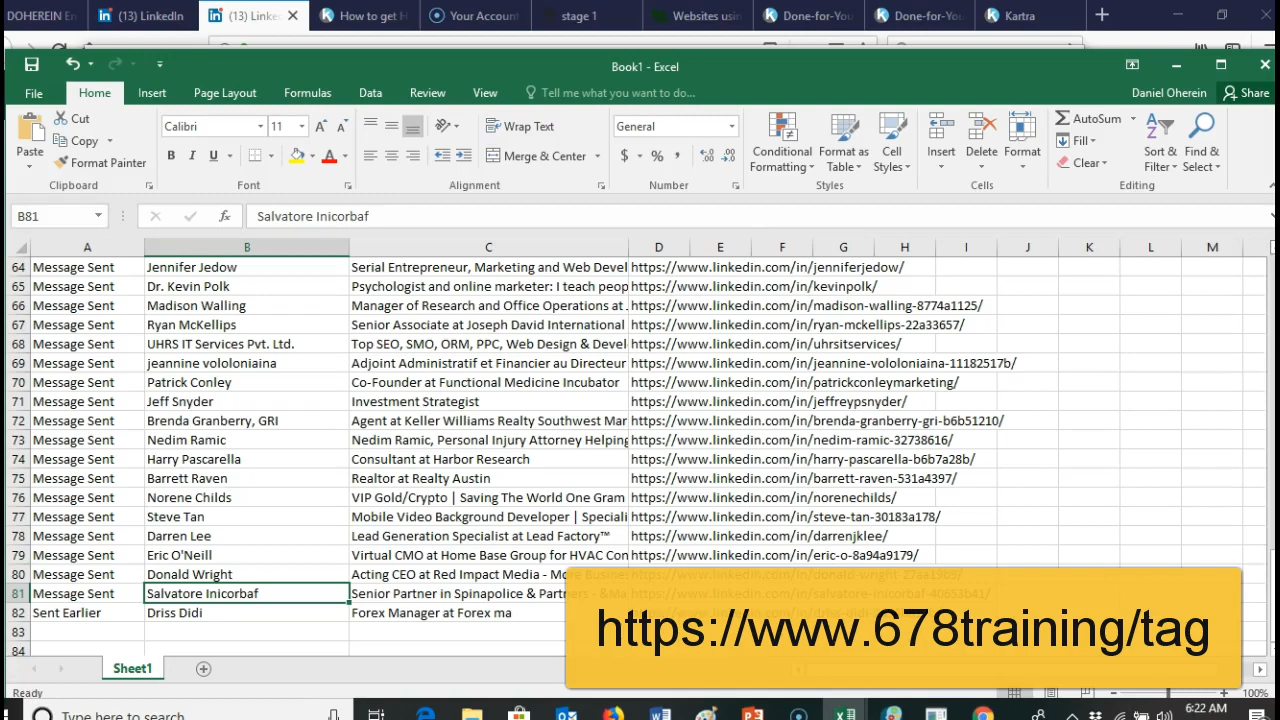 DOHEREIN EN
(13) LinkedIn
(13) Linke
How to get H
Your Accoun
stage 1
Websites usin
Done-for-You
Done-for-You
Kartra
Book1 - Excel
File Home Insert Page Layout Formulas Data Review View Tell me what you want to do... Daniel Oherein Share
Cut
Copy
Format Painter
Paste
Clipboard
Calibri 11
B I U
Font
Wrap Text
Merge & Center
Alignment
General
$ % ,
Number
Conditional Formatting
Format as Table
Cell Styles
Styles
Insert Delete Format
Cells
AutoSum
Fill
Clear
Sort & Filter
Find & Select
Editing
B81 fx Salvatore Inicorbaf
A B C D E F G H I J K L M
64 Message Sent Jennifer Jedow Serial Entrepreneur, Marketing and Web Devel https://www.linkedin.com/in/jenniferjedow/
65 Message Sent Dr. Kevin Polk Psychologist and online marketer: I teach peop https://www.linkedin.com/in/kevinpolk/
66 Message Sent Madison Walling Manager of Research and Office Operations at https://www.linkedin.com/in/madison-walling-8774a1125/
67 Message Sent Ryan McKellips Senior Associate at Joseph David International https://www.linkedin.com/in/ryan-mckellips-22a33657/
68 Message Sent UHRS IT Services Pvt. Ltd. Top SEO, SMO, ORM, PPC, Web Design & Devel https://www.linkedin.com/in/uhrsitservices/
69 Message Sent jeannine vololoniaina Adjoint Administratif et Financier au Directeur https://www.linkedin.com/in/jeannine-vololoniaina-11182517b/
70 Message Sent Patrick Conley Co-Founder at Functional Medicine Incubator https://www.linkedin.com/in/patrickconleymarketing/
71 Message Sent Jeff Snyder Investment Strategist https://www.linkedin.com/in/jeffreypsnyder/
72 Message Sent Brenda Granberry, GRI Agent at Keller Williams Realty Southwest Mar https://www.linkedin.com/in/brenda-granberry-gri-b6b51210/
73 Message Sent Nedim Ramic Nedim Ramic, Personal Injury Attorney Helping https://www.linkedin.com/in/nedim-ramic-32738616/
74 Message Sent Harry Pascarella Consultant at Harbor Research https://www.linkedin.com/in/harry-pascarella-b6b7a28b/
75 Message Sent Barrett Raven Realtor at Realty Austin https://www.linkedin.com/in/barrett-raven-531a4397/
76 Message Sent Norene Childs VIP Gold/Crypto | Saving The World One Gram https://www.linkedin.com/in/norenechilds/
77 Message Sent Steve Tan Mobile Video Background Developer | Speciali https://www.linkedin.com/in/steve-tan-30183a178/
78 Message Sent Darren Lee Lead Generation Specialist at Lead Factory™ https://www.linkedin.com/in/darrenjklee/
79 Message Sent Eric O'Neill Virtual CMO at Home Base Group for HVAC Con https://www.linkedin.com/in/eric-o-8a94a9179/
80 Message Sent Donald Wright Acting CEO at Red Impact Media - More Business https://www.linkedin.com/in/donald-wright-27aa19b9/
81 Message Sent Salvatore Inicorbaf Senior Partner in Spinapolice & Partners - &Ma https://www.linkedin.com/in/salvatore-inicorbaf-40653b41/
82 Sent Earlier Driss Didi Forex Manager at Forex ma
83
84
https://www.678training/tag
Sheet1
Ready 100%
Type here to search 6:22 AM